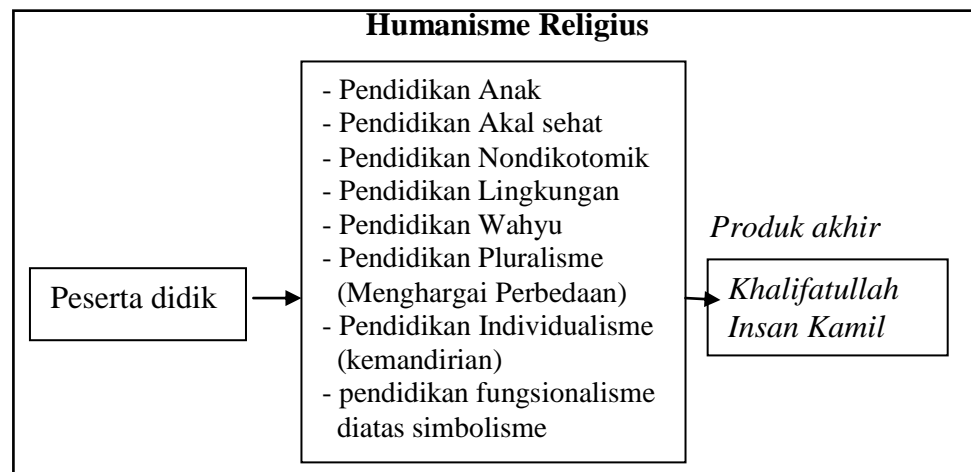 Humanisme Religius
- Pendidikan Anak
- Pendidikan Akal sehat
- Pendidikan Nondikotomik
- Pendidikan Lingkungan
- Pendidikan Wahyu
- Pendidikan Pluralisme
(Menghargai Perbedaan)
- Pendidikan Individualisme
(kemandirian)
- pendidikan fungsionalisme
diatas simbolisme
Peserta didik
Produk akhir
Khalifatullah
Insan Kamil